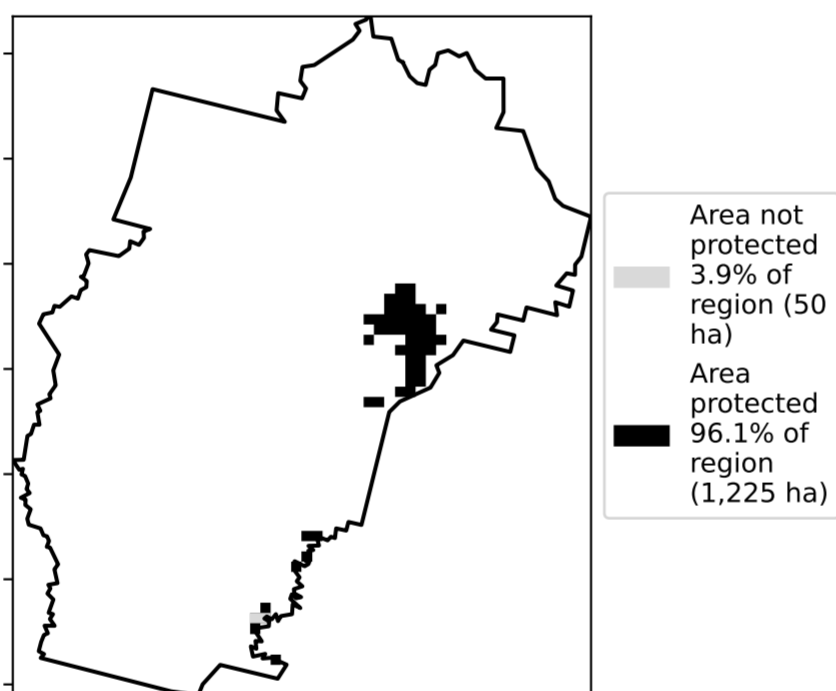 Area not
protected
3.9% of
region (50
ha)
Area
protected
96.1% of
region
(1,225 ha)